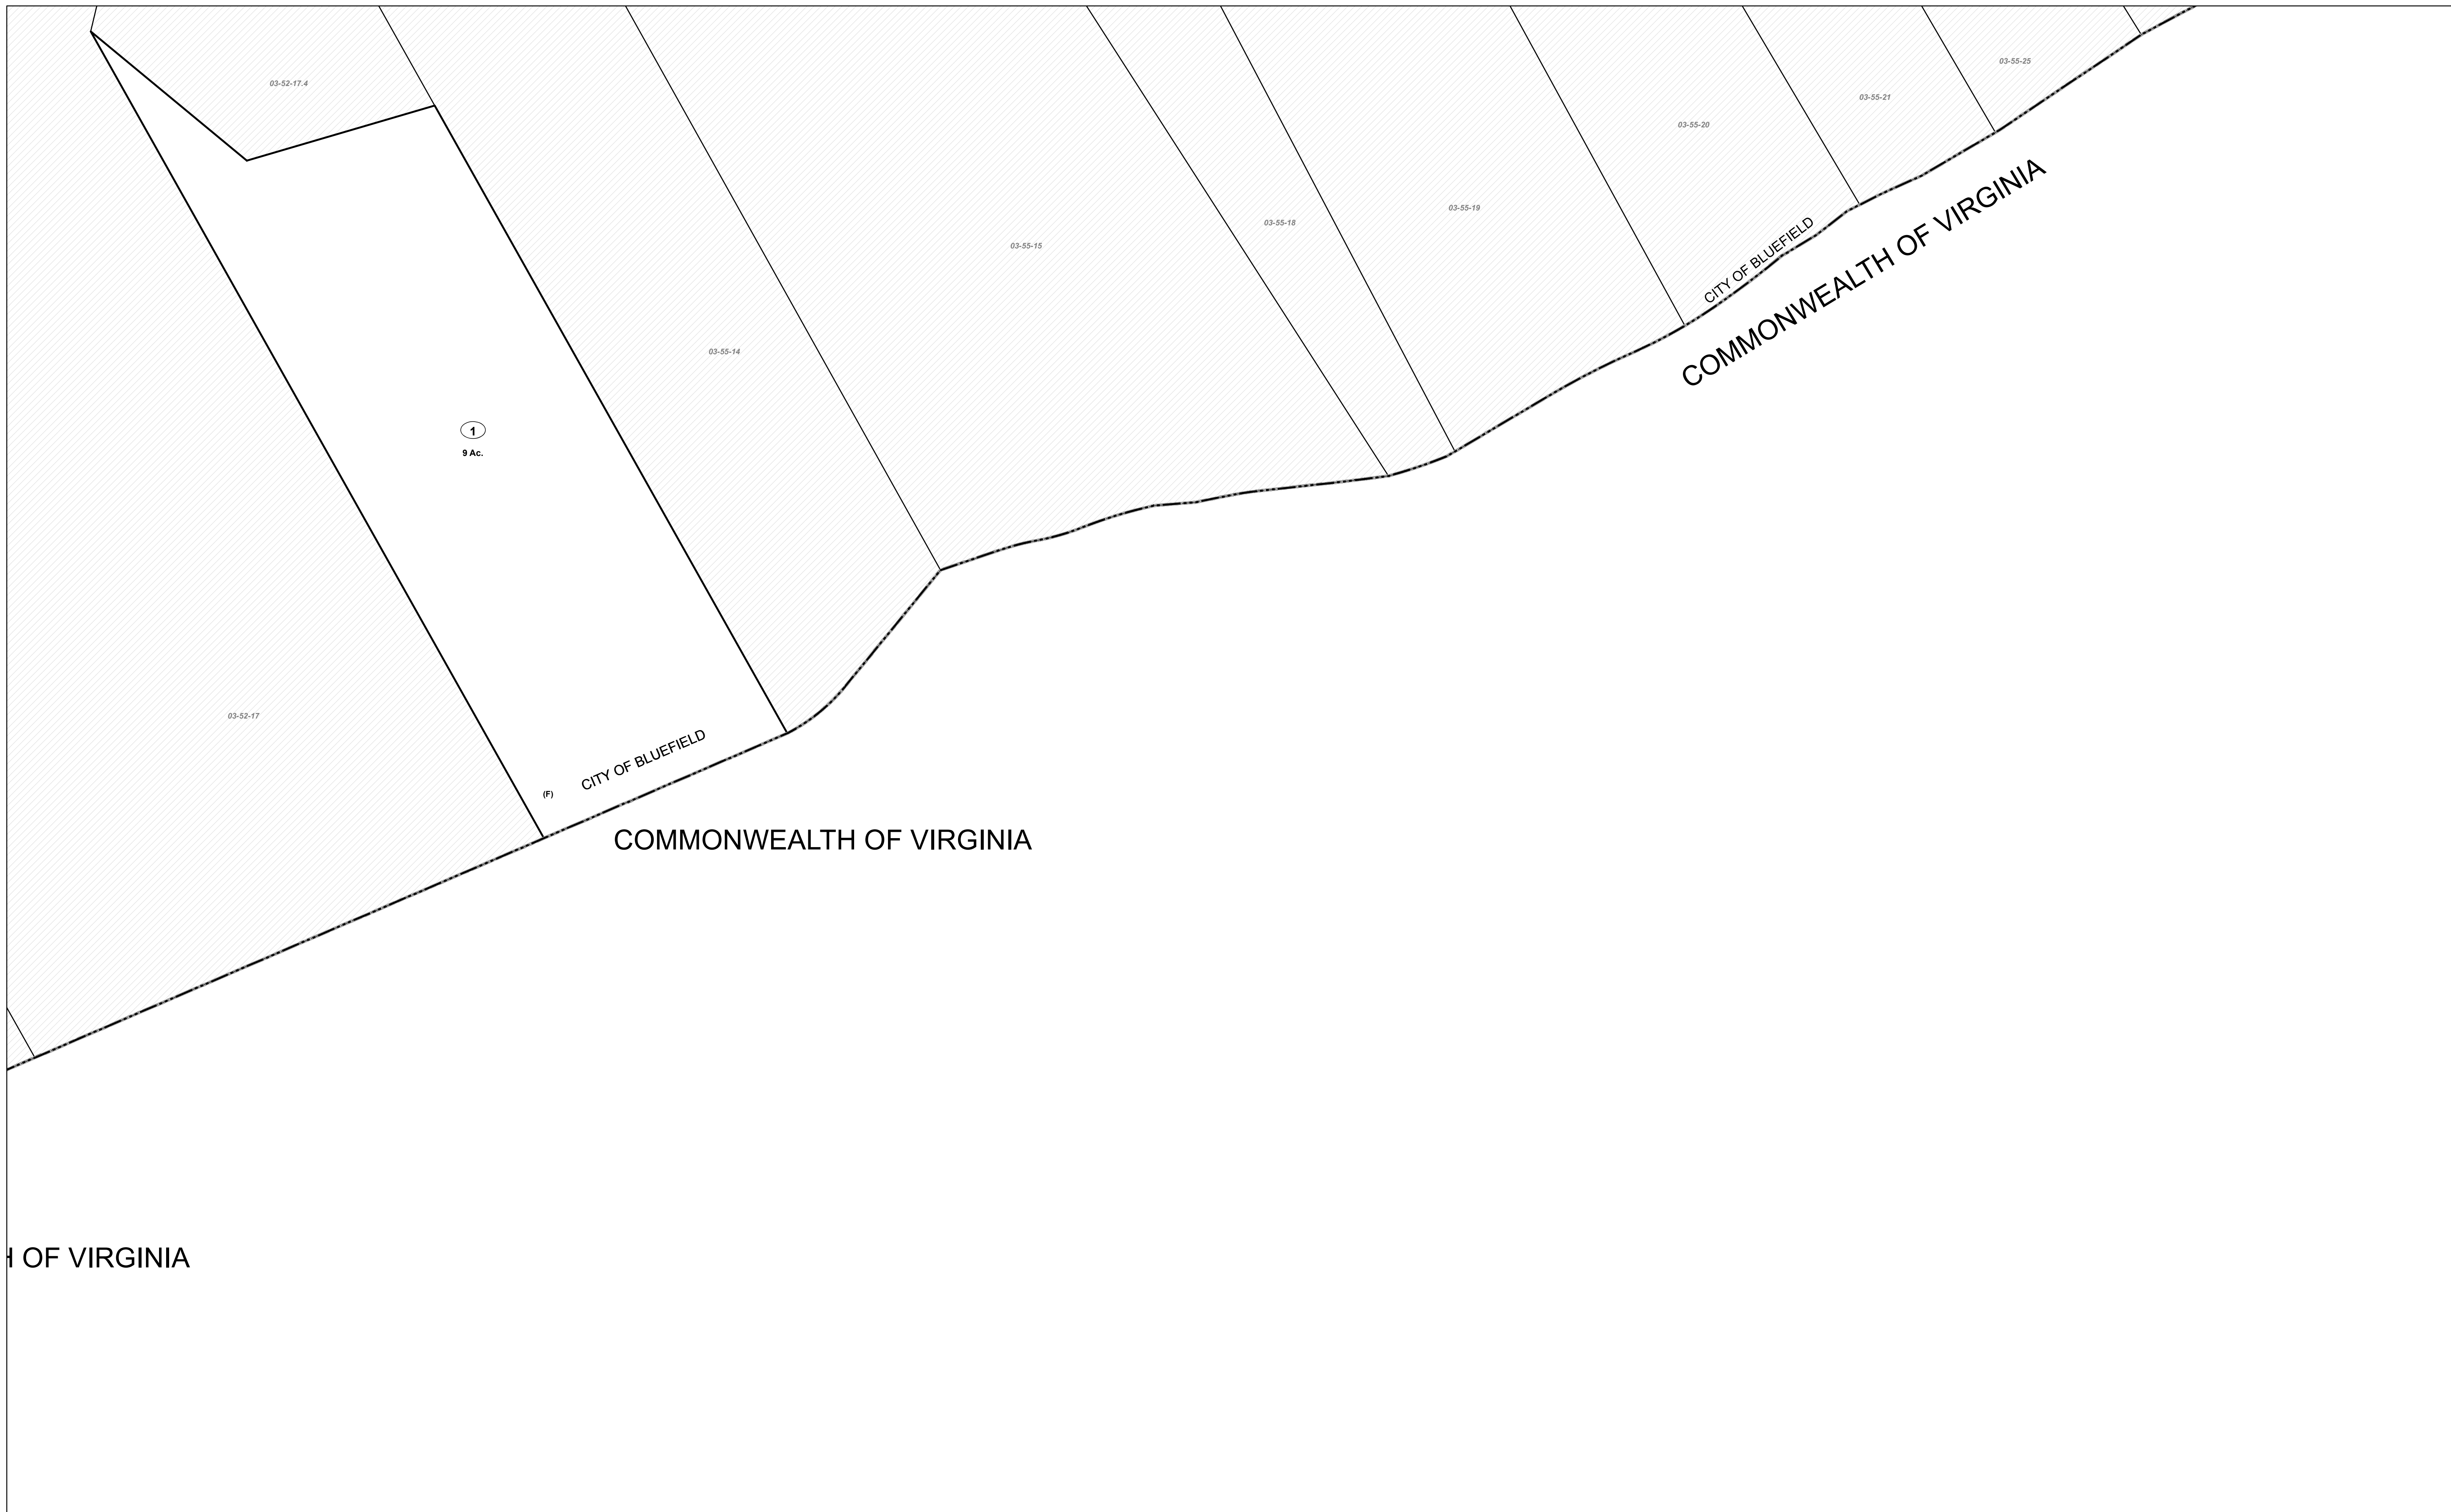 03-55-25
03-52-17.4
03-55-21
03-55-20
03-55-19
03-55-18
03-55-15
CITY OF BLUEFIELD
COMMONWEALTH OF VIRGINIA
03-55-14
1
9 Ac.
03-52-17
CITY OF BLUEFIELD
(F)
COMMONWEALTH OF VIRGINIA
H OF VIRGINIA